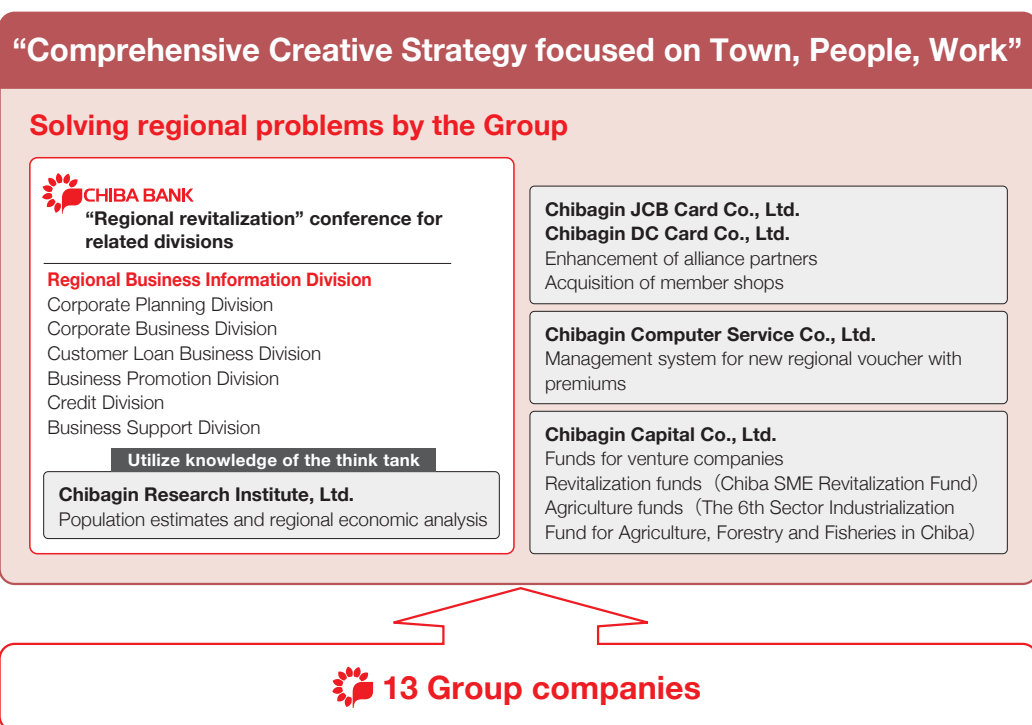 “Comprehensive Creative Strategy focused on Town, People, Work”
Solving regional problems by the Group
CHIBA BANK
“Regional revitalization” conference for
related divisions
Regional Business Information Division
Corporate Planning Division
Corporate Business Division
Customer Loan Business Division
Business Promotion Division
Credit Division
Business Support Division
Utilize knowledge of the think tank
Chibagin Research Institute, Ltd.
Population estimates and regional economic analysis
Chibagin JCB Card Co., Ltd.
Chibagin DC Card Co., Ltd.
Enhancement of alliance partners
Acquisition of member shops
Chibagin Computer Service Co., Ltd.
Management system for new regional voucher with
premiums
Chibagin Capital Co., Ltd.
Funds for venture companies
Revitalization funds（Chiba SME Revitalization Fund）
Agriculture funds（The 6th Sector Industrialization
Fund for Agriculture, Forestry and Fisheries in Chiba）
13 Group companies